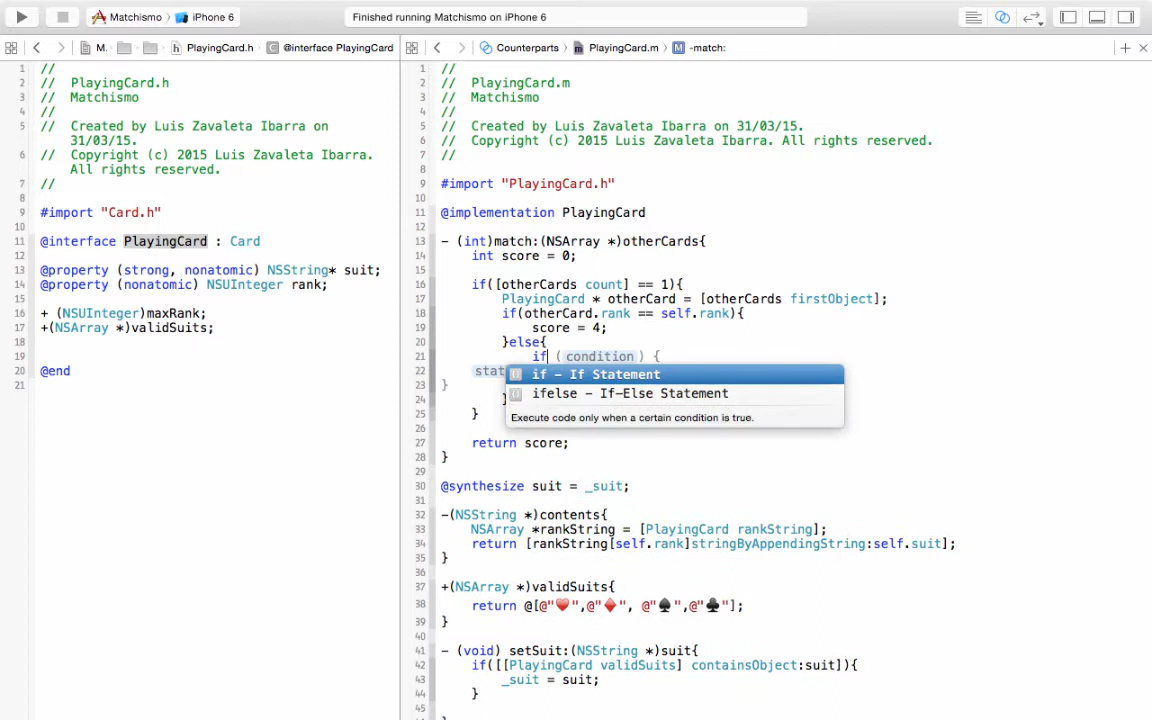 Matchismo
iPhone 6
Finished running Matchismo on iPhone 6
M.
PlayingCard.h
C
@interface PlayingCard
Counterparts
PlayingCard.m
M
-match:
1 //
2 // PlayingCard.h
3 // Matchismo
4 //
5 // Created by Luis Zavaleta Ibarra on
31/03/15.
6 // Copyright (c) 2015 Luis Zavaleta Ibarra.
All rights reserved.
7 //
8
9 #import "Card.h"
10
11 @interface PlayingCard : Card
12
13 @property (strong, nonatomic) NSString* suit;
14 @property (nonatomic) NSUInteger rank;
15
16 + (NSUInteger)maxRank;
17 +(NSArray *)validSuits;
18
19
20 @end
21
1 //
2 // PlayingCard.m
3 // Matchismo
4 //
5 // Created by Luis Zavaleta Ibarra on 31/03/15.
6 // Copyright (c) 2015 Luis Zavaleta Ibarra. All rights reserved.
7 //
8
9 #import "PlayingCard.h"
10
11 @implementation PlayingCard
12
13 - (int)match:(NSArray *)otherCards{
14 int score = 0;
15
16 if([otherCards count] == 1){
17 PlayingCard * otherCard = [otherCards firstObject];
18 if(otherCard.rank == self.rank){
19 score = 4;
20 }else{
21 if (condition) {
22 stat
23 }
24 }
25 }
26
27 return score;
28 }
29
30 @synthesize suit = _suit;
31
32 -(NSString *)contents{
33 NSArray *rankString = [PlayingCard rankString];
34 return [rankString[self.rank]stringByAppendingString:self.suit];
35 }
36
37 +(NSArray *)validSuits{
38 return @[@"♥️",@"♦️", @"♠️",@"♣️"];
39 }
40
41 - (void) setSuit:(NSString *)suit{
42 if([[PlayingCard validSuits] containsObject:suit]){
43 _suit = suit;
44 }
45
if - If Statement
ifelse - If-Else Statement
Execute code only when a certain condition is true.